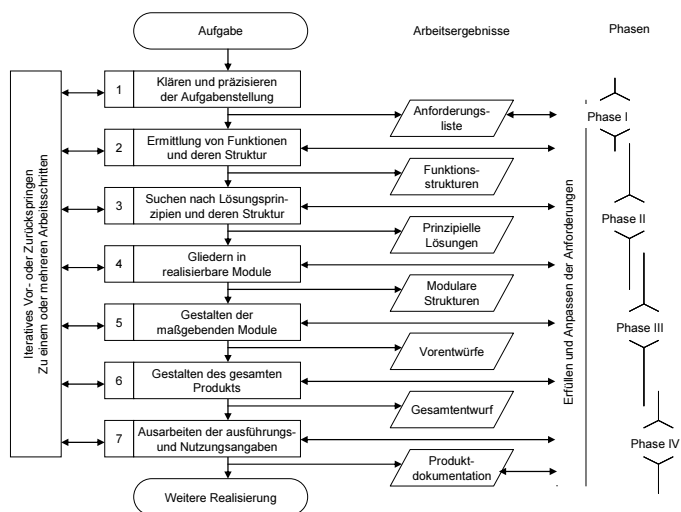 Aufgabe
Arbeitsergebnisse
Phasen
Iteratives Vor- oder Zurückspringen
Zu einem oder mehreren Arbeitsschritten
1
Klären und präzisieren
der Aufgabenstellung
Anforderungs-
liste
Phase I
2
Ermittlung von Funktionen
und deren Struktur
Funktions-
strukturen
3
Suchen nach Lösungsprin-
zipien und deren Struktur
Phase II
Prinzipielle
Lösungen
4
Gliedern in
realisierbare Module
Modulare
Strukturen
5
Gestalten der
maßgebenden Module
Phase III
Vorentwürfe
6
Gestalten des gesamten
Produkts
Gesamtentwurf
7
Ausarbeiten der ausführungs-
und Nutzungsangaben
Phase IV
Produkt-
dokumentation
Weitere Realisierung
Erfüllen und Anpassen der Anforderungen